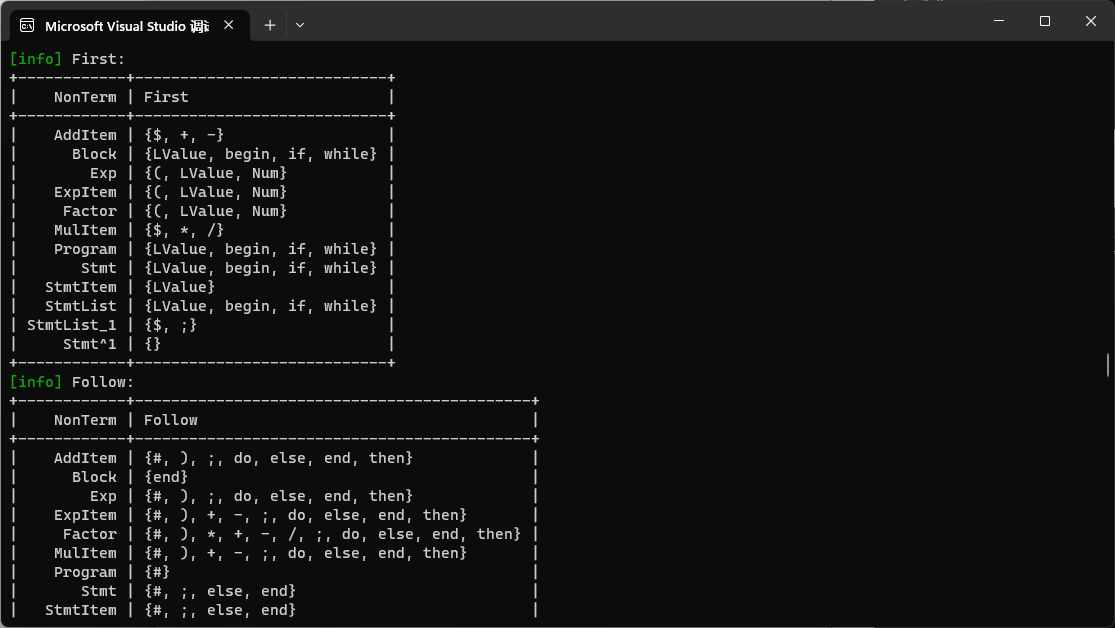 Microsoft Visual Studio 调试
[info] First:
+------------+----------------------------+
|    NonTerm | First                      |
+------------+----------------------------+
|    AddItem | {$, +, -}                  |
|      Block | {LValue, begin, if, while} |
|        Exp | {(, LValue, Num}           |
|    ExpItem | {(, LValue, Num}           |
|     Factor | {(, LValue, Num}           |
|    MulItem | {$, *, /}                  |
|    Program | {LValue, begin, if, while} |
|       Stmt | {LValue, begin, if, while} |
|   StmtItem | {LValue}                   |
|   StmtList | {LValue, begin, if, while} |
| StmtList_1 | {$, ;}                     |
|     Stmt^1 | {}                         |
+------------+----------------------------+
[info] Follow:
+------------+--------------------------------------------+
|    NonTerm | Follow                                     |
+------------+--------------------------------------------+
|    AddItem | {#, ), ;, do, else, end, then}             |
|      Block | {end}                                      |
|        Exp | {#, ), ;, do, else, end, then}             |
|    ExpItem | {#, ), +, -, ;, do, else, end, then}       |
|     Factor | {#, ), *, +, -, /, ;, do, else, end, then} |
|    MulItem | {#, ), +, -, ;, do, else, end, then}       |
|    Program | {#}                                        |
|       Stmt | {#, ;, else, end}                          |
|   StmtItem | {#, ;, else, end}                          |